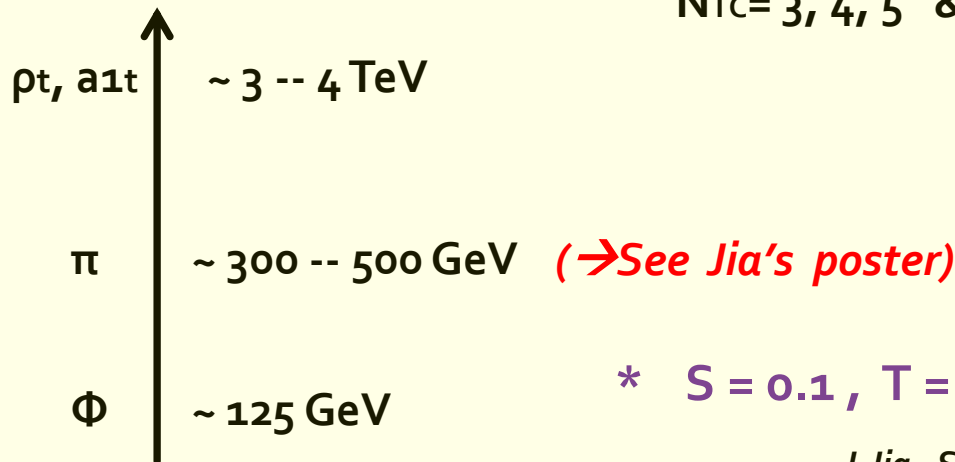 NTC= 3, 4, 5 &
ρt, a1t ~ 3 -- 4 TeV
π ~ 300 -- 500 GeV (→See Jia's poster)
* S = 0.1 , T =
Φ ~ 125 GeV